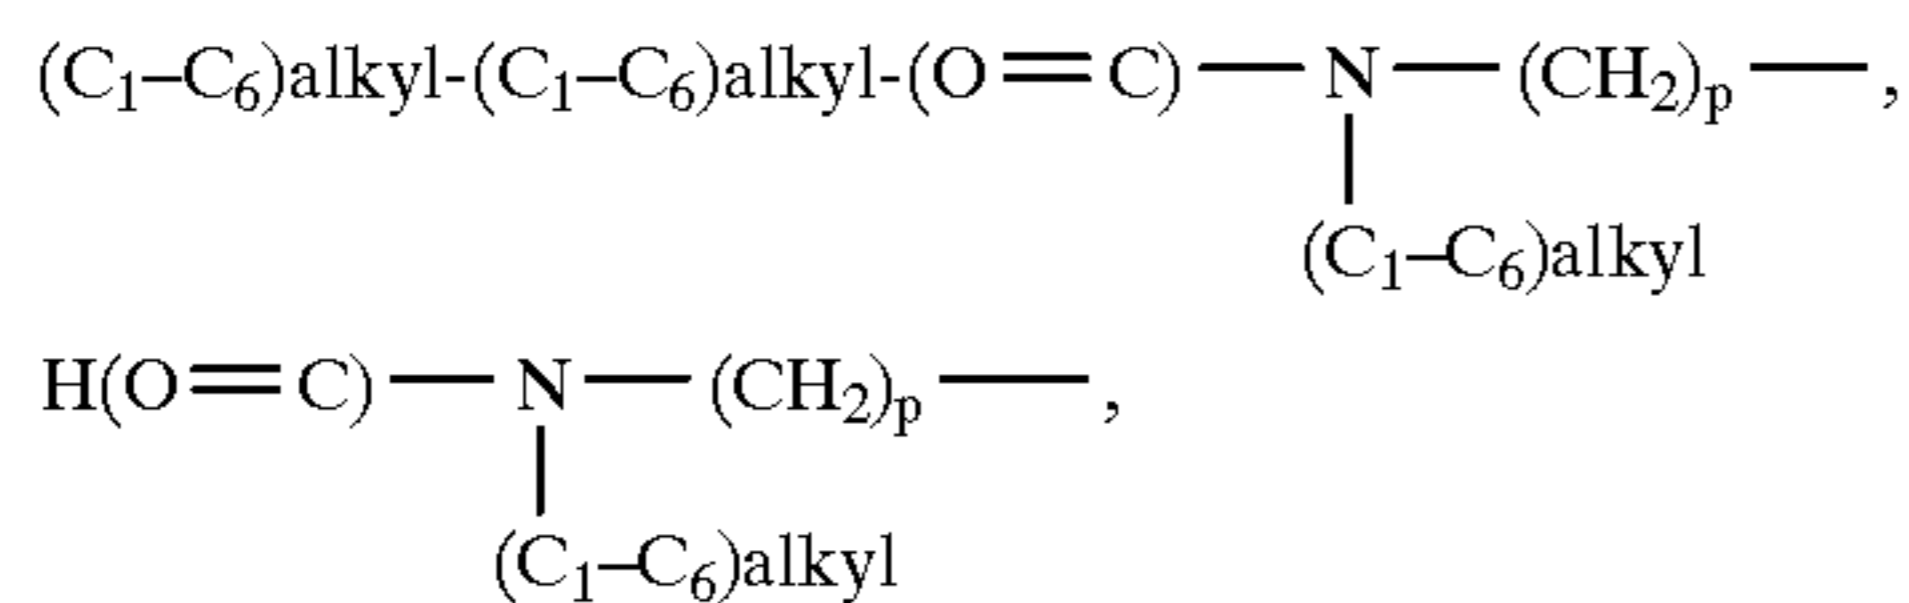 (C₁–C₆)alkyl-(C₁–C₆)alkyl-(O=C)—N—(CH₂)ₚ—,
(C₁–C₆)alkyl
H(O=C)—N—(CH₂)ₚ—,
(C₁–C₆)alkyl